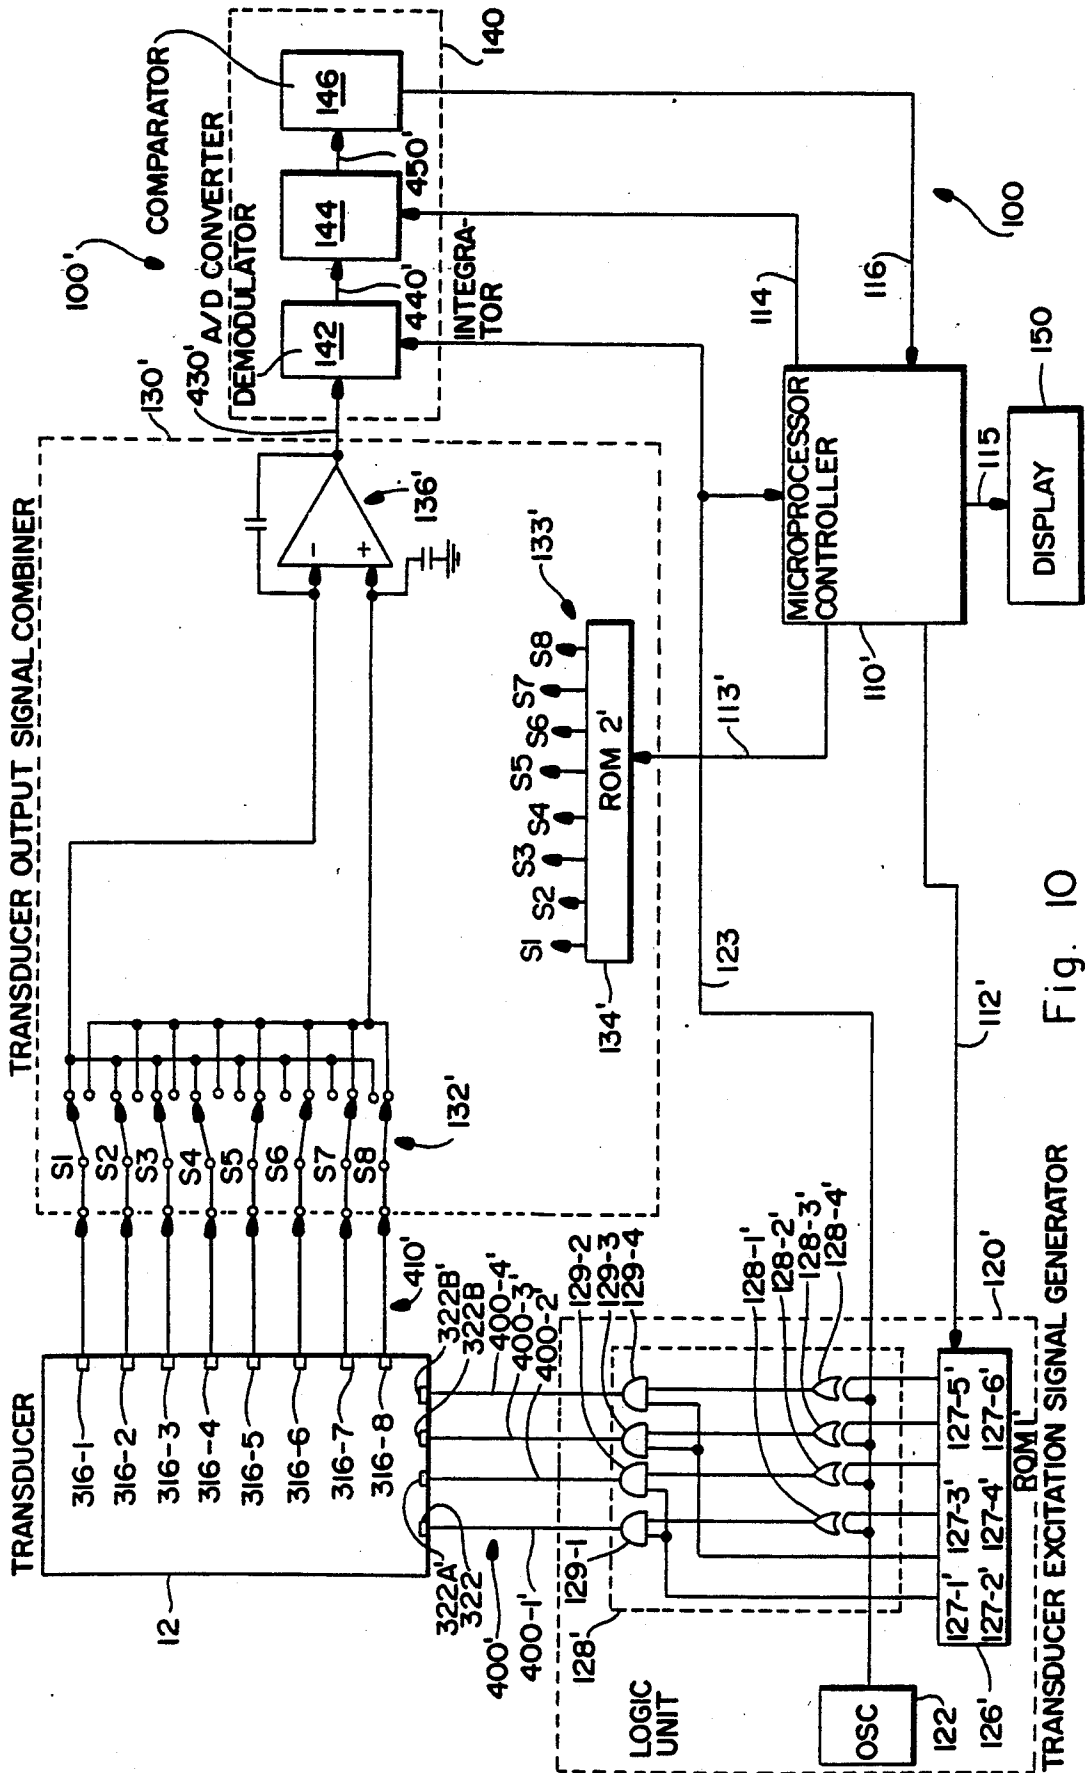 TRANSDUCER OUTPUT SIGNAL COMBINER
130'
430'
100'
COMPARATOR
A/D CONVERTER
DEMODULATOR
142
144
146
440'
450'
INTEGRA-
TOR
140
TRANSDUCER
12
316-1
316-2
316-3
316-4
316-5
316-6
316-7
316-8
410'
S1
S2
S3
S4
S5
S6
S7
S8
132'
-
+
136'
133'
S1
S2
S3
S4
S5
S6
S7
S8
ROM 2'
134'
322A'
322
322B'
322B
400'
400-1'
400-4'
400-3'
400-2'
129-2
129-3
129-4
129-1
128'
128-1'
128-2'
128-3'
128-4'
LOGIC
UNIT
OSC
122'
126'
127-1'
127-2'
127-3'
127-4'
127-5'
127-6'
ROM 1'
120'
TRANSDUCER EXCITATION SIGNAL GENERATOR
123
113'
112'
110'
114
116
MICROPROCESSOR
CONTROLLER
115
DISPLAY
150
100
Fig. 10